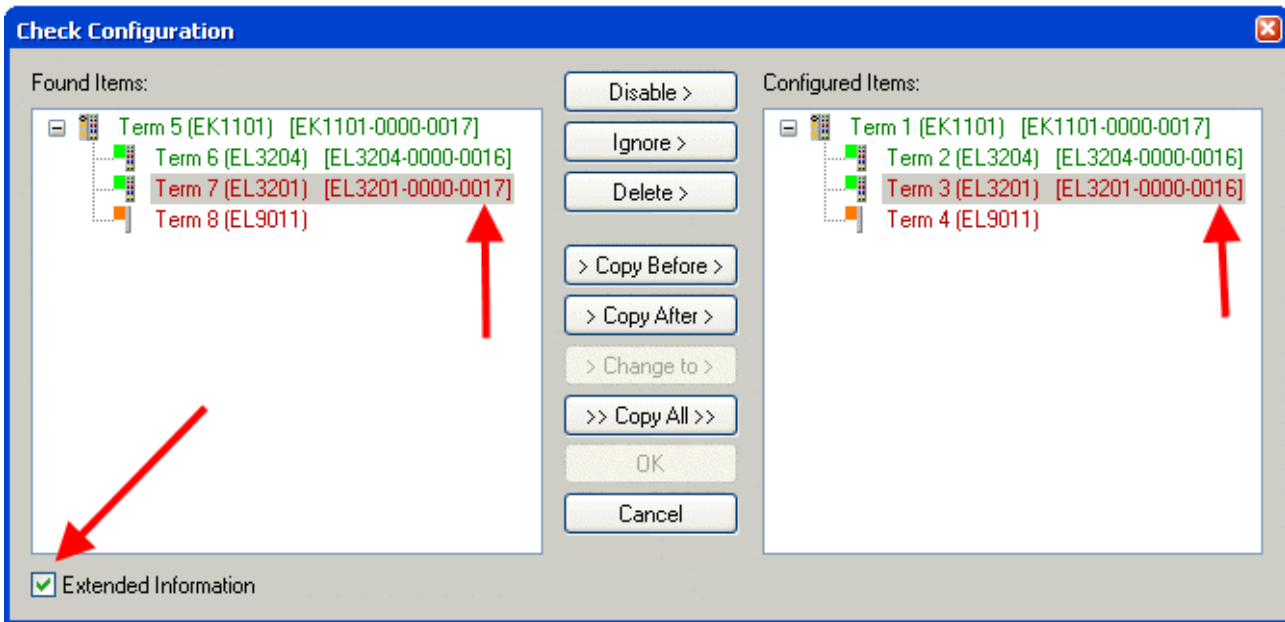 Check Configuration
Found Items:
Term 5 (EK1101) [EK1101-0000-0017]
Term 6 (EL3204) [EL3204-0000-0016]
Term 7 (EL3201) [EL3201-0000-0017]
Term 8 (EL9011)
Extended Information
Disable >
Ignore >
Delete >
> Copy Before >
> Copy After >
> Change to >
>> Copy All >>
OK
Cancel
Configured Items:
Term 1 (EK1101) [EK1101-0000-0017]
Term 2 (EL3204) [EL3204-0000-0016]
Term 3 (EL3201) [EL3201-0000-0016]
Term 4 (EL9011)